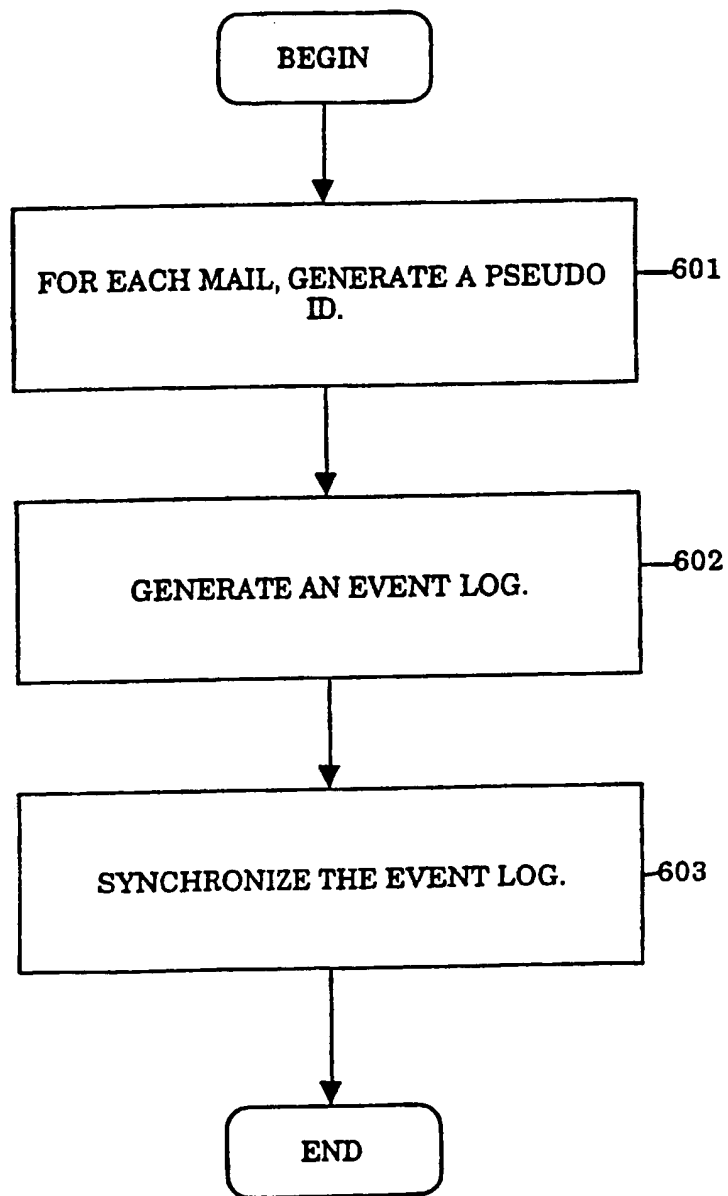 BEGIN
FOR EACH MAIL, GENERATE A PSEUDO
ID.
601
GENERATE AN EVENT LOG.
602
SYNCHRONIZE THE EVENT LOG.
603
END